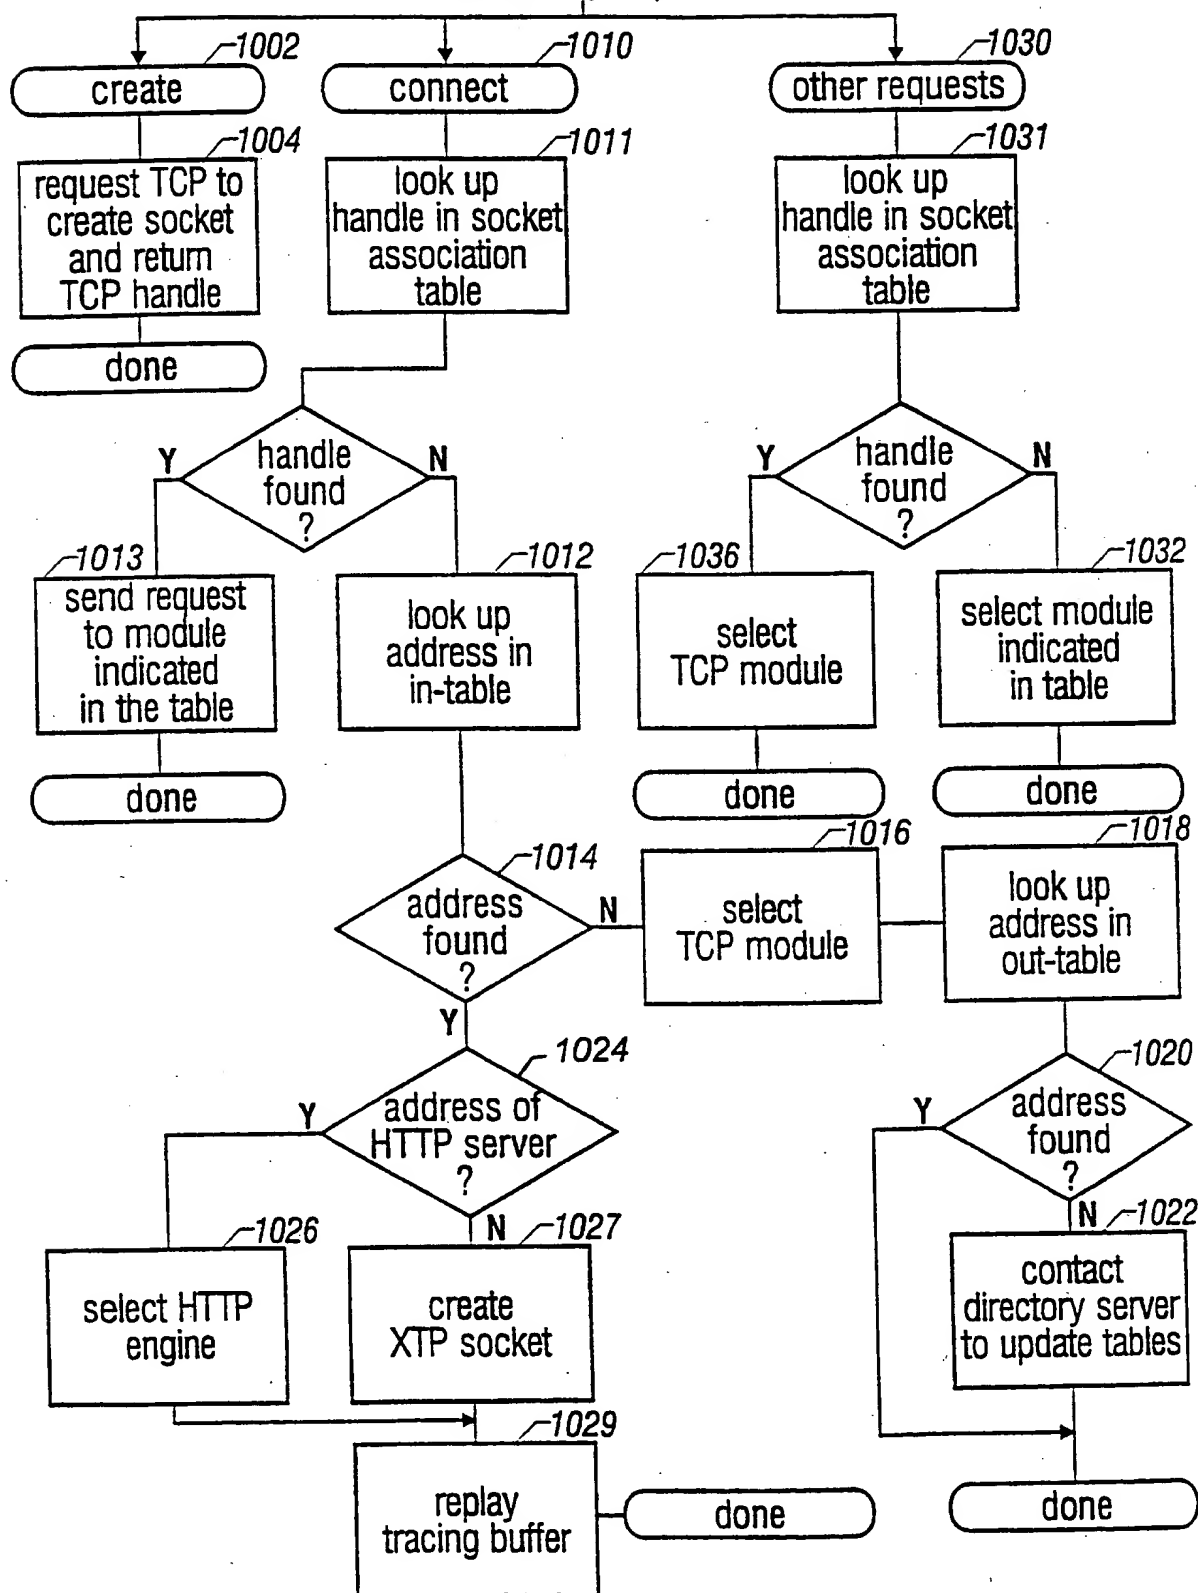 1002
create
1004
request TCP to
create socket
and return
TCP handle
done
1010
connect
1011
look up
handle in socket
association
table
handle
found
?
Y
N
1013
send request
to module
indicated
in the table
done
1012
look up
address in
in-table
1014
address
found
?
N
Y
1016
select
TCP module
1018
look up
address in
out-table
1020
address
found
?
Y
N
1022
contact
directory server
to update tables
done
1024
address of
HTTP server
?
Y
N
1026
select HTTP
engine
1027
create
XTP socket
1029
replay
tracing buffer
done
1030
other requests
1031
look up
handle in socket
association
table
handle
found
?
Y
N
1036
select
TCP module
done
1032
select module
indicated
in table
done